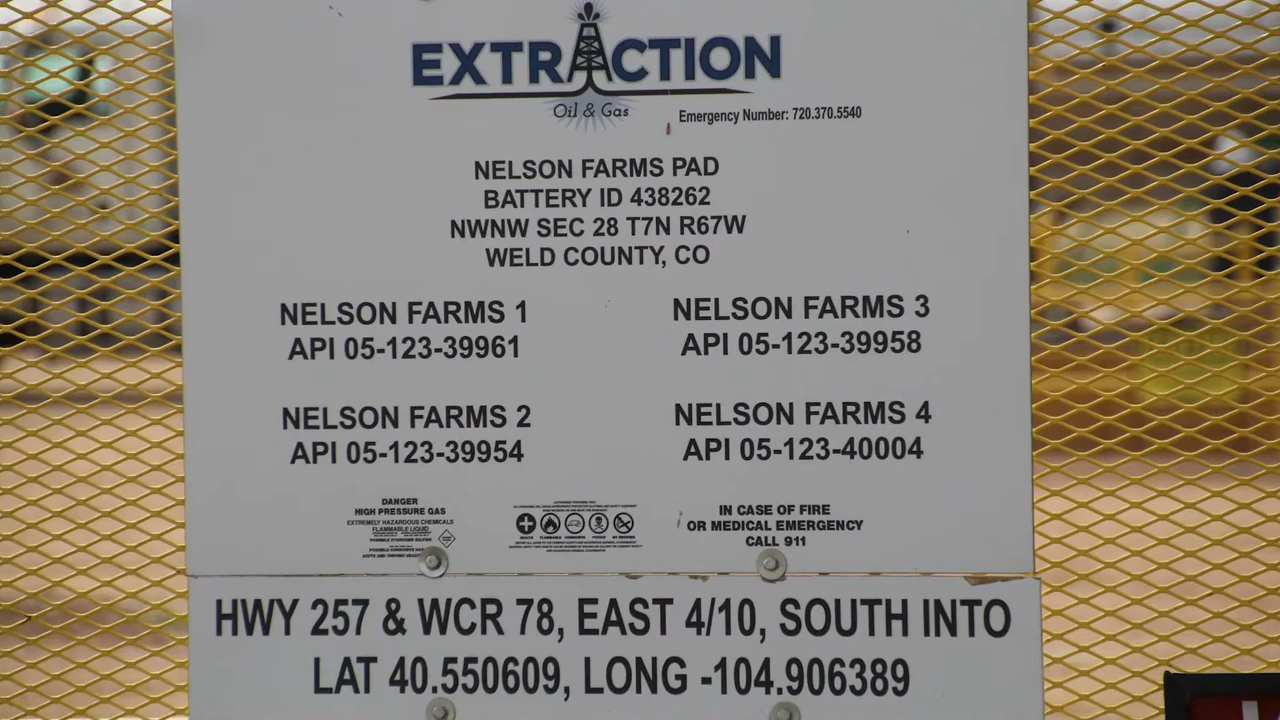 EXTRACTION
Oil & Gas
Emergency Number: 720.370.5540
NELSON FARMS PAD
BATTERY ID 438262
NWNW SEC 28 T7N R67W
WELD COUNTY, CO
NELSON FARMS 1
API 05-123-39961
NELSON FARMS 3
API 05-123-39958
NELSON FARMS 2
API 05-123-39954
NELSON FARMS 4
API 05-123-40004
DANGER
HIGH PRESSURE GAS
EXTREMELY HAZARDOUS CHEMICALS
FLAMMABLE LIQUID
IN CASE OF FIRE
OR MEDICAL EMERGENCY
CALL 911
HWY 257 & WCR 78, EAST 4/10, SOUTH INTO
LAT 40.550609, LONG -104.906389